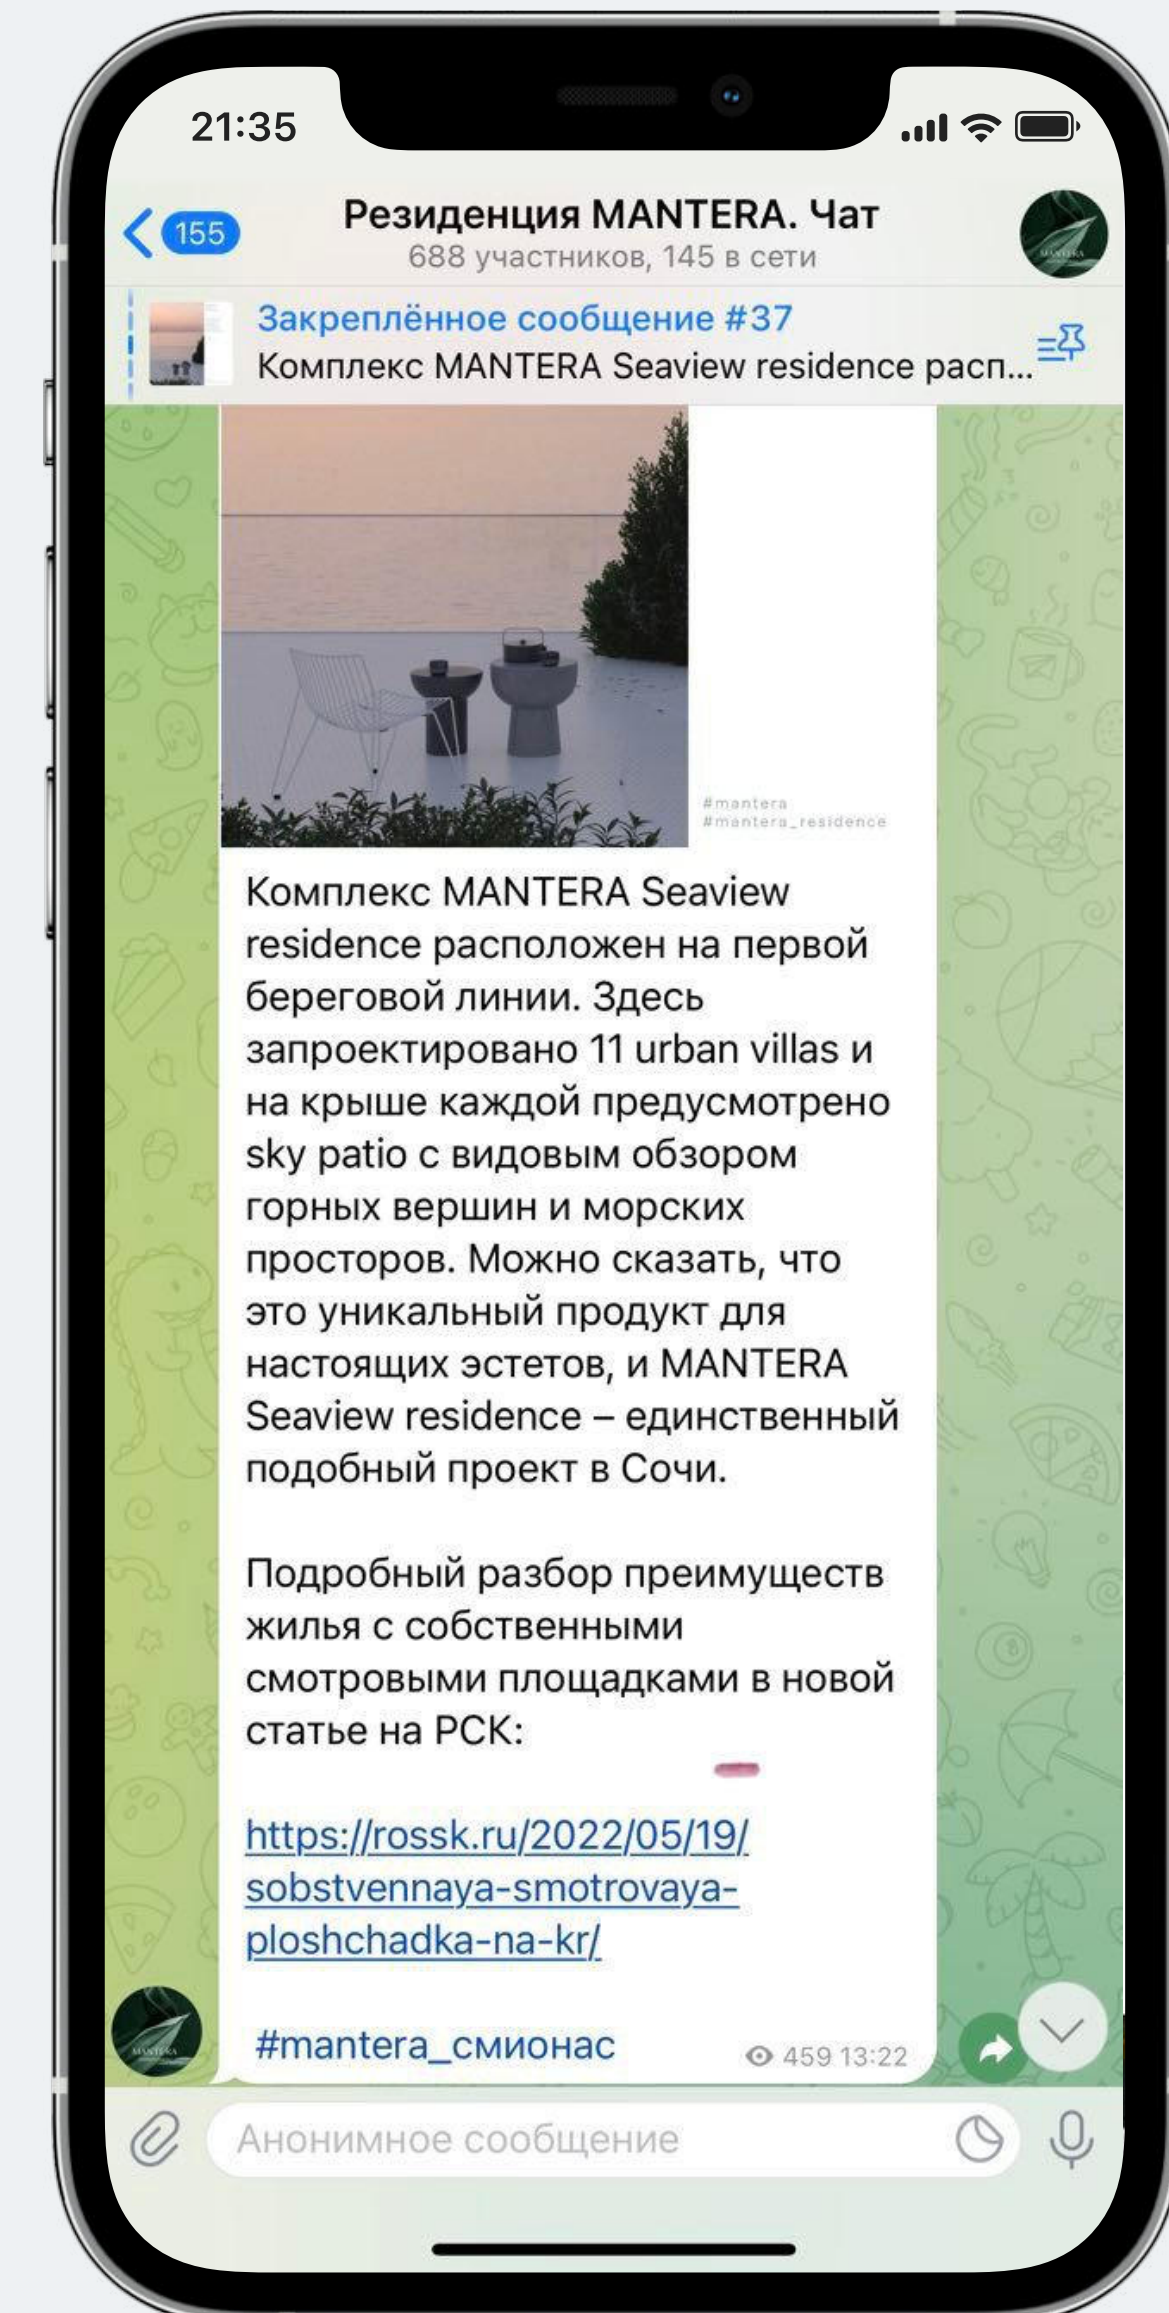 21:35
155
Резиденция MANTERA. Чат
688 участников, 145 в сети
MANTERA
Закреплённое сообщение #37
Комплекс MANTERA Seaview residence расп...
#mantera
#mantera_residence
Комплекс MANTERA Seaview
residence расположен на первой
береговой линии. Здесь
запроектировано 11 urban villas и
на крыше каждой предусмотрено
sky patio с видовым обзором
горных вершин и морских
просторов. Можно сказать, что
это уникальный продукт для
настоящих эстетов, и MANTERA
Seaview residence – единственный
подобный проект в Сочи.
Подробный разбор преимуществ
жилья с собственными
смотровыми площадками в новой
статье на РСК:
https://rossk.ru/2022/05/19/
sobstvennaya-smotrovaya-
ploshchadka-na-kr/
MANTERA
#mantera_смионас
459 13:22
Анонимное сообщение